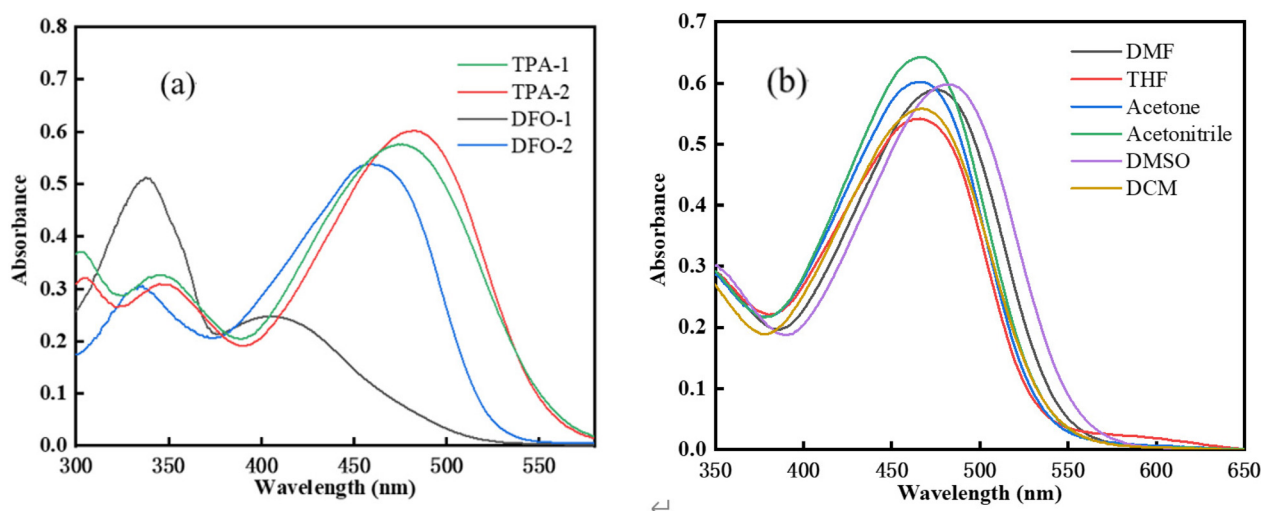 (a)
TPA-1
TPA-2
DFO-1
DFO-2
Absorbance
0.8
0.7
0.6
0.5
0.4
0.3
0.2
0.1
0.0
300 350 400 450 500 550
Wavelength (nm)
(b)
DMF
THF
Acetone
Acetonitrile
DMSO
DCM
Absorbance
0.7
0.6
0.5
0.4
0.3
0.2
0.1
0.0
350 400 450 500 550 600 650
Wavelength (nm)
↵